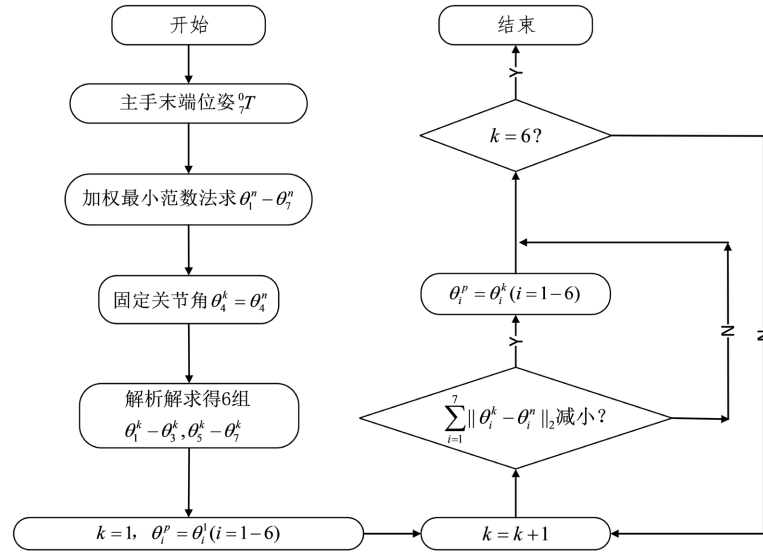 开始
主手末端位姿 ⁰₇T
加权最小范数法求 θ₁ⁿ－θ₇ⁿ
固定关节角 θ₄ᵏ = θ₄ⁿ
解析解求得6组
θ₁ᵏ－θ₃ᵏ, θ₅ᵏ－θ₇ᵏ
k = 1， θᵢᵖ = θᵢ¹(i = 1－6)
k = k + 1
∑ᵢ₌₁⁷ || θᵢᵏ － θᵢⁿ ||₂ 减小？
Y
N
θᵢᵖ = θᵢᵏ(i = 1－6)
k = 6?
Y
N
结束